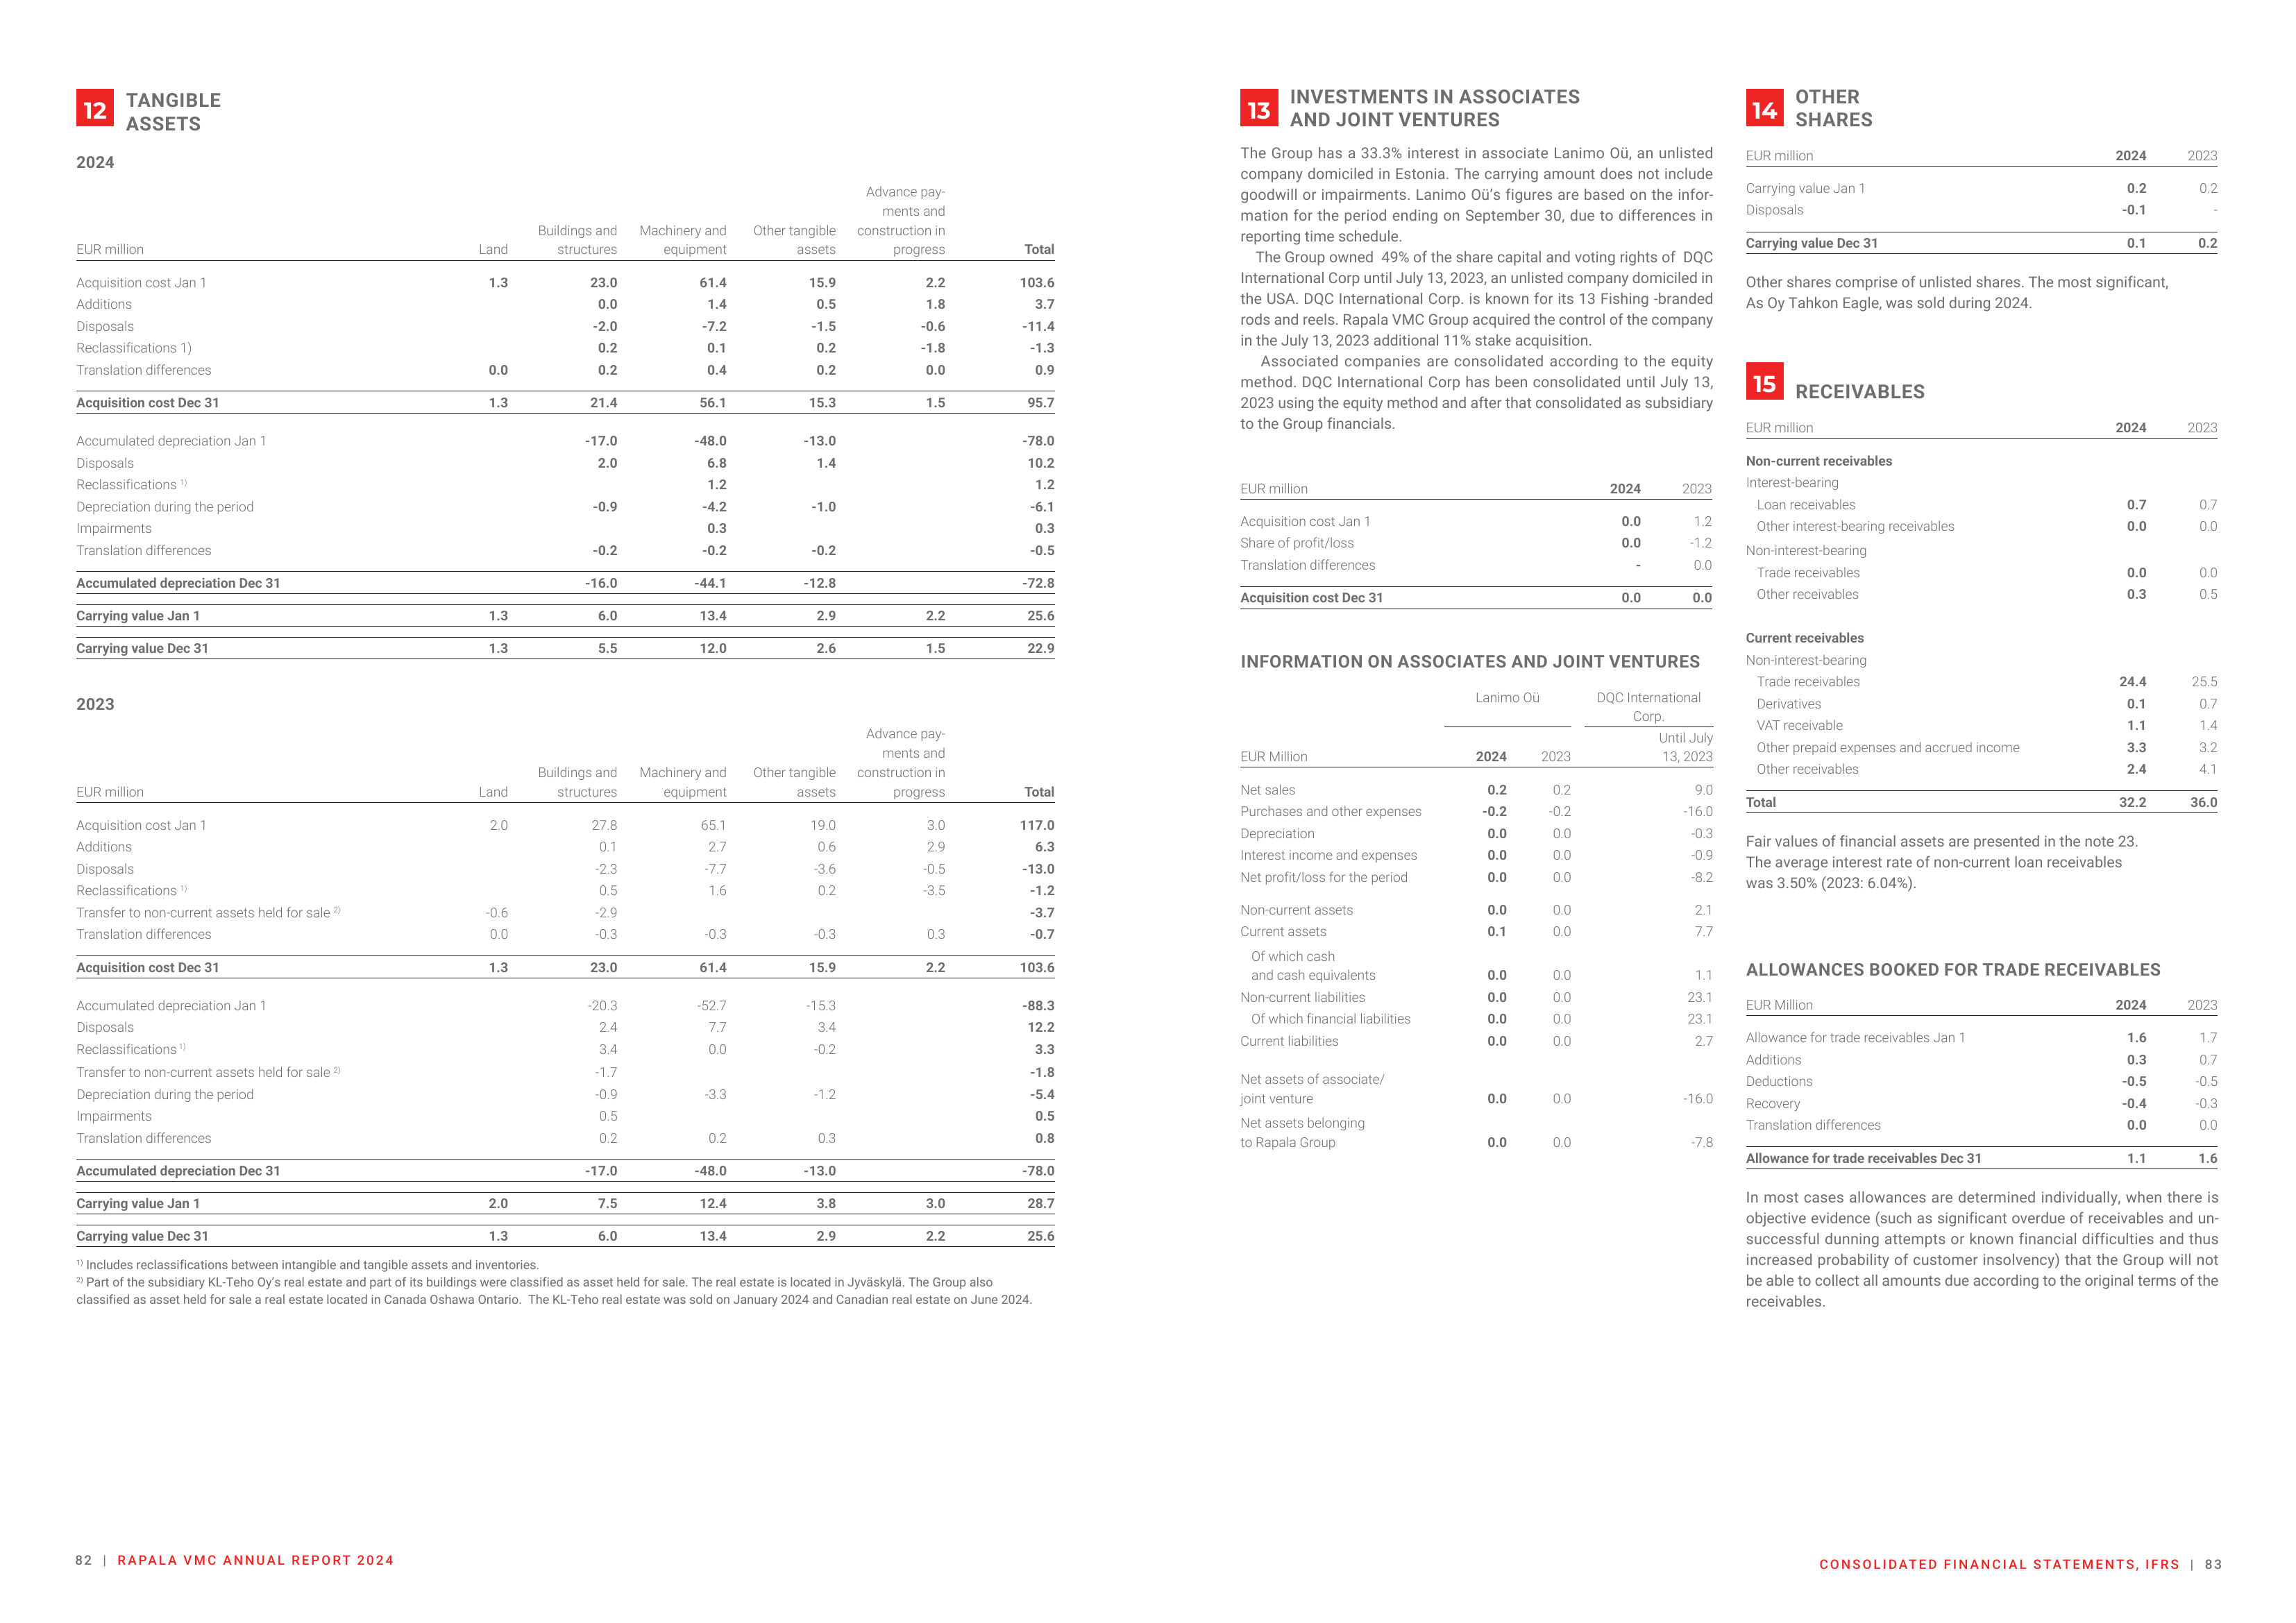 12 TANGIBLE
ASSETS
2024
Advance pay-
ments and
Buildings and Machinery and Other tangible construction in
EUR million Land structures equipment assets progress Total
Acquisition cost Jan 1 1.3 23.0 61.4 15.9 2.2 103.6
Additions 0.0 1.4 0.5 1.8 3.7
Disposals -2.0 -7.2 -1.5 -0.6 -11.4
Reclassifications 1) 0.2 0.1 0.2 -1.8 -1.3
Translation differences 0.0 0.2 0.4 0.2 0.0 0.9
Acquisition cost Dec 31 1.3 21.4 56.1 15.3 1.5 95.7
Accumulated depreciation Jan 1 -17.0 -48.0 -13.0 -78.0
Disposals 2.0 6.8 1.4 10.2
Reclassifications 1) 1.2 1.2
Depreciation during the period -0.9 -4.2 -1.0 -6.1
Impairments 0.3 0.3
Translation differences -0.2 -0.2 -0.2 -0.5
Accumulated depreciation Dec 31 -16.0 -44.1 -12.8 -72.8
Carrying value Jan 1 1.3 6.0 13.4 2.9 2.2 25.6
Carrying value Dec 31 1.3 5.5 12.0 2.6 1.5 22.9
2023
Advance pay-
ments and
Buildings and Machinery and Other tangible construction in
EUR million Land structures equipment assets progress Total
Acquisition cost Jan 1 2.0 27.8 65.1 19.0 3.0 117.0
Additions 0.1 2.7 0.6 2.9 6.3
Disposals -2.3 -7.7 -3.6 -0.5 -13.0
Reclassifications 1) 0.5 1.6 0.2 -3.5 -1.2
Transfer to non-current assets held for sale 2) -0.6 -2.9 -3.7
Translation differences 0.0 -0.3 -0.3 -0.3 0.3 -0.7
Acquisition cost Dec 31 1.3 23.0 61.4 15.9 2.2 103.6
Accumulated depreciation Jan 1 -20.3 -52.7 -15.3 -88.3
Disposals 2.4 7.7 3.4 12.2
Reclassifications 1) 3.4 0.0 -0.2 3.3
Transfer to non-current assets held for sale 2) -1.7 -1.8
Depreciation during the period -0.9 -3.3 -1.2 -5.4
Impairments 0.5 0.5
Translation differences 0.2 0.2 0.3 0.8
Accumulated depreciation Dec 31 -17.0 -48.0 -13.0 -78.0
Carrying value Jan 1 2.0 7.5 12.4 3.8 3.0 28.7
Carrying value Dec 31 1.3 6.0 13.4 2.9 2.2 25.6
1) Includes reclassifications between intangible and tangible assets and inventories.
2) Part of the subsidiary KL-Teho Oy's real estate and part of its buildings were classified as asset held for sale. The real estate is located in Jyväskylä. The Group also
classified as asset held for sale a real estate located in Canada Oshawa Ontario. The KL-Teho real estate was sold on January 2024 and Canadian real estate on June 2024.
82 | RAPALA VMC ANNUAL REPORT 2024
13 INVESTMENTS IN ASSOCIATES
AND JOINT VENTURES
The Group has a 33.3% interest in associate Lanimo Oü, an unlisted
company domiciled in Estonia. The carrying amount does not include
goodwill or impairments. Lanimo Oü's figures are based on the infor-
mation for the period ending on September 30, due to differences in
reporting time schedule.
The Group owned 49% of the share capital and voting rights of DQC
International Corp until July 13, 2023, an unlisted company domiciled in
the USA. DQC International Corp. is known for its 13 Fishing -branded
rods and reels. Rapala VMC Group acquired the control of the company
in the July 13, 2023 additional 11% stake acquisition.
Associated companies are consolidated according to the equity
method. DQC International Corp has been consolidated until July 13,
2023 using the equity method and after that consolidated as subsidiary
to the Group financials.
EUR million 2024 2023
Acquisition cost Jan 1 0.0 1.2
Share of profit/loss 0.0 -1.2
Translation differences - 0.0
Acquisition cost Dec 31 0.0 0.0
INFORMATION ON ASSOCIATES AND JOINT VENTURES
Lanimo Oü DQC International
Corp.
Until July
EUR Million 2024 2023 13, 2023
Net sales 0.2 0.2 9.0
Purchases and other expenses -0.2 -0.2 -16.0
Depreciation 0.0 0.0 -0.3
Interest income and expenses 0.0 0.0 -0.9
Net profit/loss for the period 0.0 0.0 -8.2
Non-current assets 0.0 0.0 2.1
Current assets 0.1 0.0 7.7
Of which cash
and cash equivalents 0.0 0.0 1.1
Non-current liabilities 0.0 0.0 23.1
Of which financial liabilities 0.0 0.0 23.1
Current liabilities 0.0 0.0 2.7
Net assets of associate/
joint venture 0.0 0.0 -16.0
Net assets belonging
to Rapala Group 0.0 0.0 -7.8
14 OTHER
SHARES
EUR million 2024 2023
Carrying value Jan 1 0.2 0.2
Disposals -0.1 -
Carrying value Dec 31 0.1 0.2
Other shares comprise of unlisted shares. The most significant,
As Oy Tahkon Eagle, was sold during 2024.
15 RECEIVABLES
EUR million 2024 2023
Non-current receivables
Interest-bearing
Loan receivables 0.7 0.7
Other interest-bearing receivables 0.0 0.0
Non-interest-bearing
Trade receivables 0.0 0.0
Other receivables 0.3 0.5
Current receivables
Non-interest-bearing
Trade receivables 24.4 25.5
Derivatives 0.1 0.7
VAT receivable 1.1 1.4
Other prepaid expenses and accrued income 3.3 3.2
Other receivables 2.4 4.1
Total 32.2 36.0
Fair values of financial assets are presented in the note 23.
The average interest rate of non-current loan receivables
was 3.50% (2023: 6.04%).
ALLOWANCES BOOKED FOR TRADE RECEIVABLES
EUR Million 2024 2023
Allowance for trade receivables Jan 1 1.6 1.7
Additions 0.3 0.7
Deductions -0.5 -0.5
Recovery -0.4 -0.3
Translation differences 0.0 0.0
Allowance for trade receivables Dec 31 1.1 1.6
In most cases allowances are determined individually, when there is
objective evidence (such as significant overdue of receivables and un-
successful dunning attempts or known financial difficulties and thus
increased probability of customer insolvency) that the Group will not
be able to collect all amounts due according to the original terms of the
receivables.
CONSOLIDATED FINANCIAL STATEMENTS, IFRS | 83